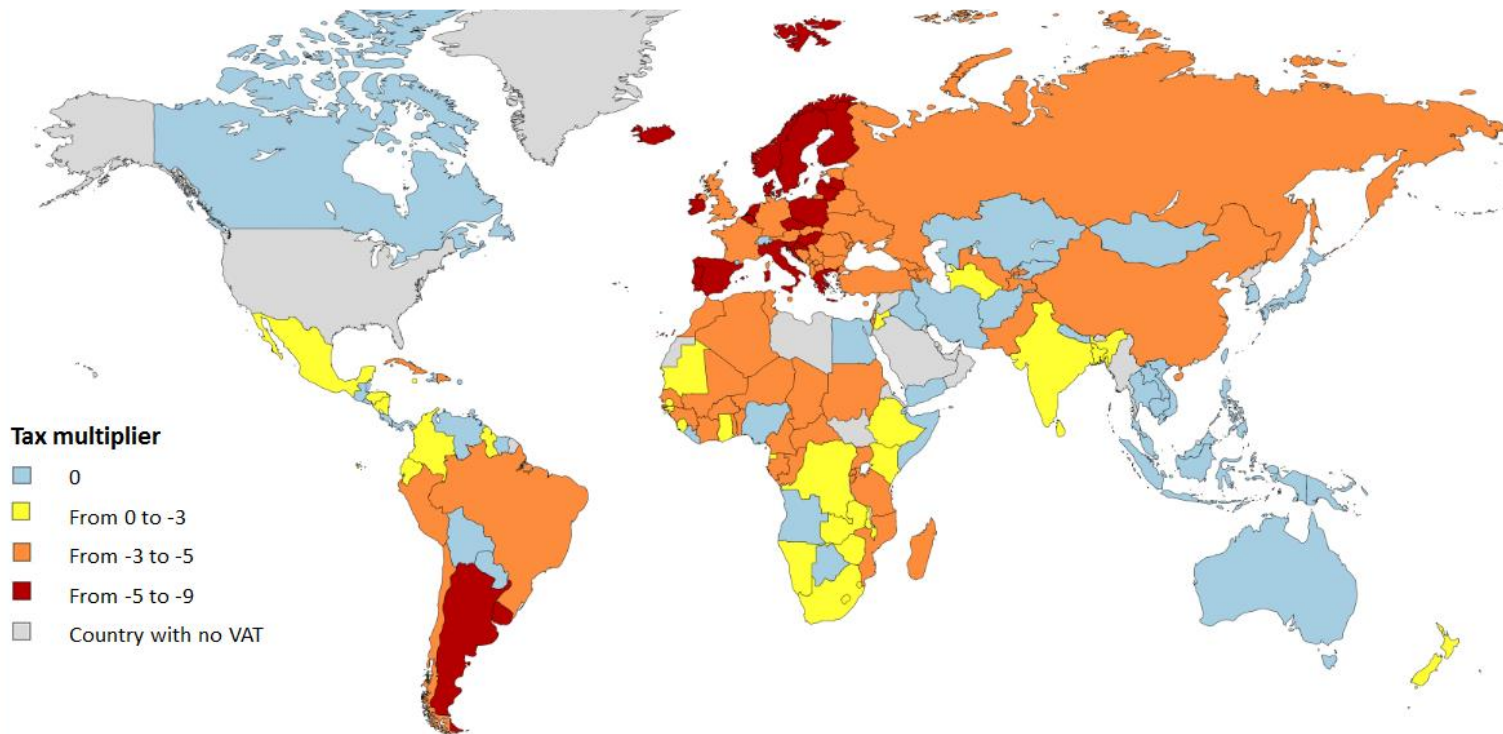 Tax multiplier
0
From 0 to -3
From -3 to -5
From -5 to -9
Country with no VAT